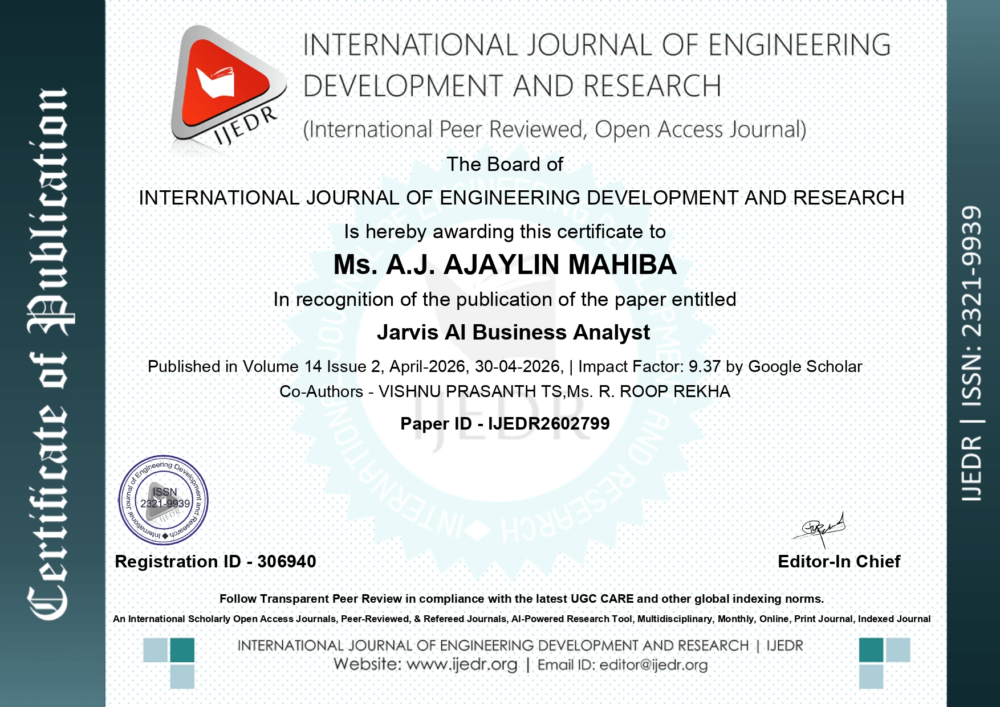 Certificate of Publication
IJEDR
INTERNATIONAL JOURNAL OF ENGINEERING
DEVELOPMENT AND RESEARCH
(International Peer Reviewed, Open Access Journal)
The Board of
INTERNATIONAL JOURNAL OF ENGINEERING DEVELOPMENT AND RESEARCH
Is hereby awarding this certificate to
Ms. A.J. AJAYLIN MAHIBA
In recognition of the publication of the paper entitled
Jarvis AI Business Analyst
Published in Volume 14 Issue 2, April-2026, 30-04-2026, | Impact Factor: 9.37 by Google Scholar
Co-Authors - VISHNU PRASANTH TS,Ms. R. ROOP REKHA
Paper ID - IJEDR2602799
INTERNATIONAL JOURNAL OF ENGINEERING DEVELOPMENT AND RESEARCH
IJEDR
International Journal of Engineering Development and Research
ISSN
2321-9939
IJEDR
Registration ID - 306940
Editor-In Chief
Follow Transparent Peer Review in compliance with the latest UGC CARE and other global indexing norms.
An International Scholarly Open Access Journals, Peer-Reviewed, & Refereed Journals, AI-Powered Research Tool, Multidisciplinary, Monthly, Online, Print Journal, Indexed Journal
INTERNATIONAL JOURNAL OF ENGINEERING DEVELOPMENT AND RESEARCH | IJEDR
Website: www.ijedr.org | Email ID: editor@ijedr.org
IJEDR | ISSN: 2321-9939